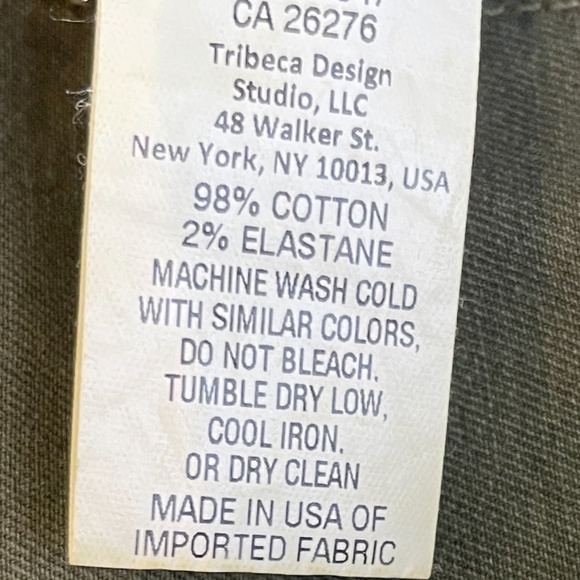 CA 26276
Tribeca Design
Studio, LLC
48 Walker St.
New York, NY 10013, USA
98% COTTON
2% ELASTANE
MACHINE WASH COLD
WITH SIMILAR COLORS,
DO NOT BLEACH.
TUMBLE DRY LOW,
COOL IRON.
OR DRY CLEAN
MADE IN USA OF
IMPORTED FABRIC